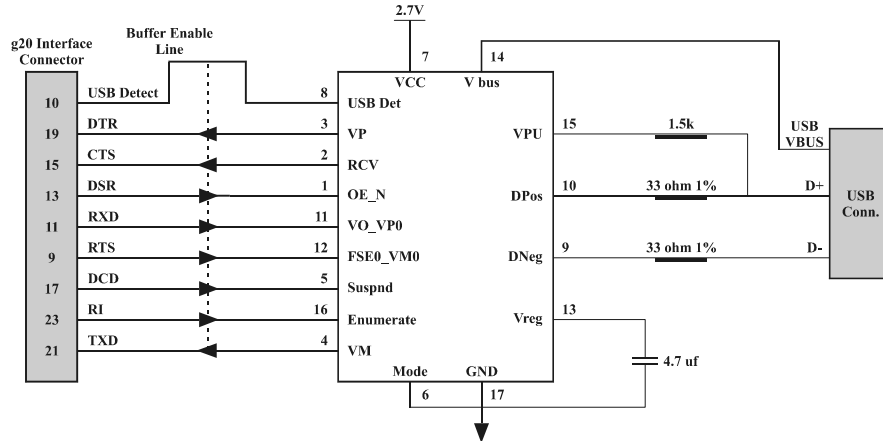 2.7V
Buffer Enable
Line
g20 Interface
Connector
7
14
VCC
V bus
10
USB Detect
8
USB Det
19
DTR
3
VP
VPU
15
1.5k
USB
VBUS
15
CTS
2
RCV
13
DSR
1
OE_N
DPos
10
33 ohm 1%
D+
USB
Conn.
11
RXD
11
VO_VP0
9
RTS
12
FSE0_VM0
DNeg
9
33 ohm 1%
D-
17
DCD
5
Suspnd
23
RI
16
Enumerate
Vreg
13
21
TXD
4
VM
4.7 uf
Mode
GND
6
17